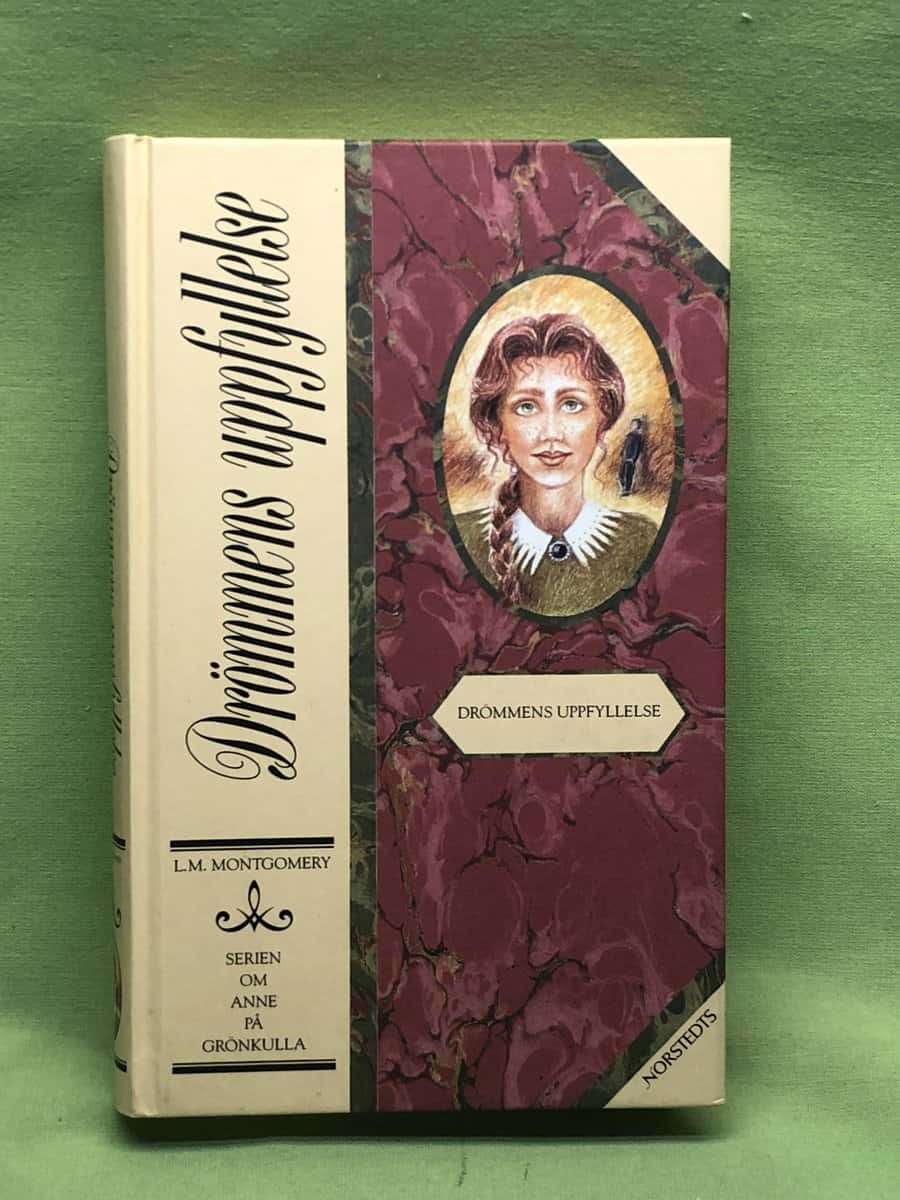 Drömmens uppfyllelse
L.M. MONTGOMERY
SERIEN
OM
ANNE
PÅ
GRÖNKULLA
DRÖMMENS UPPFYLLELSE
NORSTEDTS